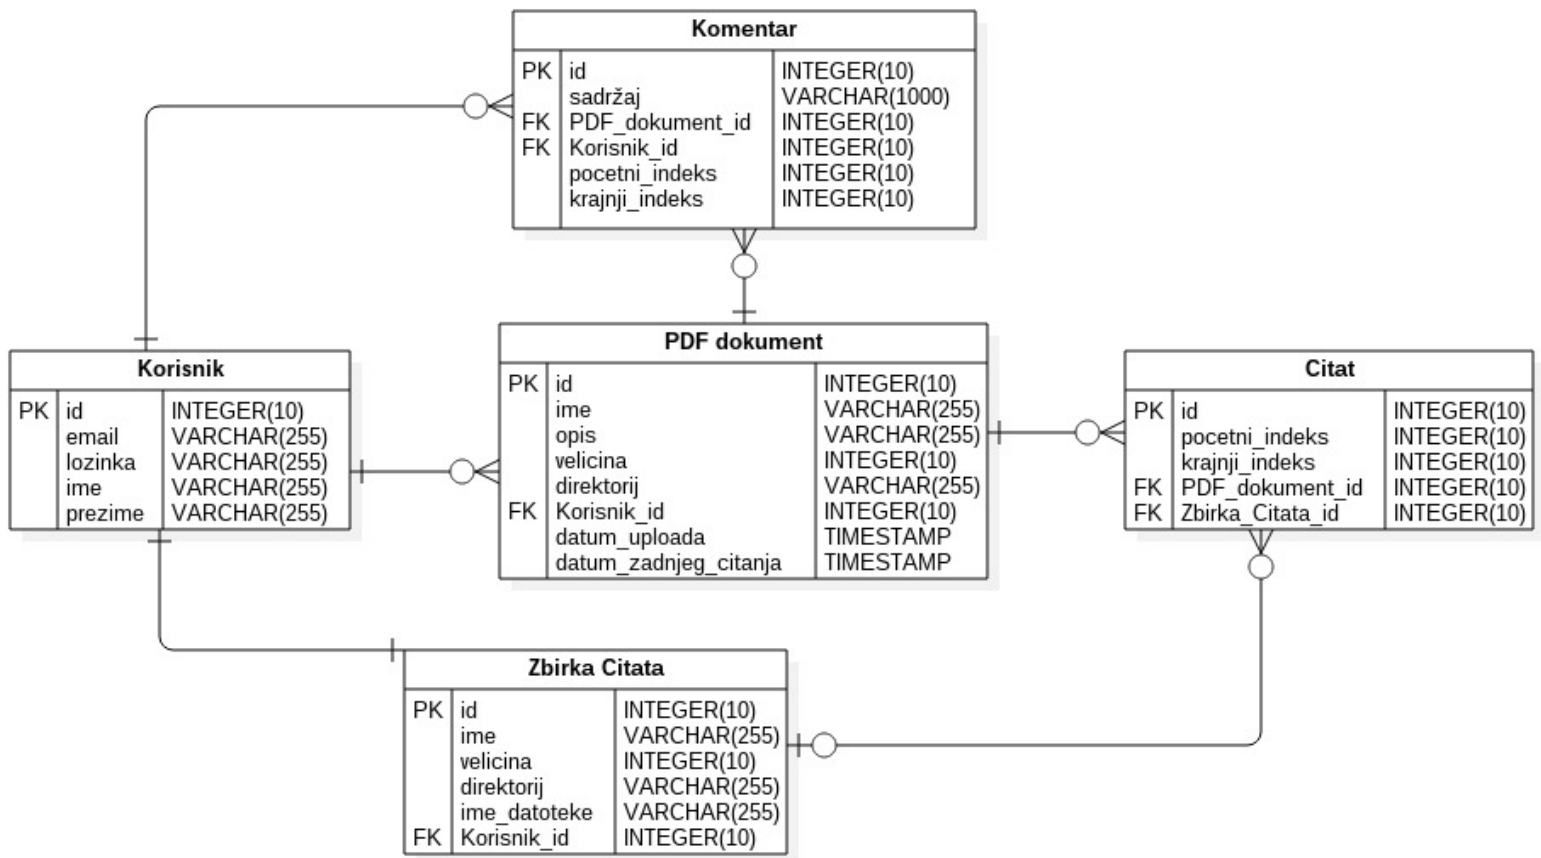 Komentar
PK id INTEGER(10)
sadržaj VARCHAR(1000)
FK PDF_dokument_id INTEGER(10)
FK Korisnik_id INTEGER(10)
pocetni_indeks INTEGER(10)
krajnji_indeks INTEGER(10)
PDF dokument
PK id INTEGER(10)
ime VARCHAR(255)
opis VARCHAR(255)
velicina INTEGER(10)
direktorij VARCHAR(255)
FK Korisnik_id INTEGER(10)
datum_uploada TIMESTAMP
datum_zadnjeg_citanja TIMESTAMP
Korisnik
PK id INTEGER(10)
email VARCHAR(255)
lozinka VARCHAR(255)
ime VARCHAR(255)
prezime VARCHAR(255)
Citat
PK id INTEGER(10)
pocetni_indeks INTEGER(10)
krajnji_indeks INTEGER(10)
FK PDF_dokument_id INTEGER(10)
FK Zbirka_Citata_id INTEGER(10)
Zbirka Citata
PK id INTEGER(10)
ime VARCHAR(255)
velicina INTEGER(10)
direktorij VARCHAR(255)
ime_datoteke VARCHAR(255)
FK Korisnik_id INTEGER(10)